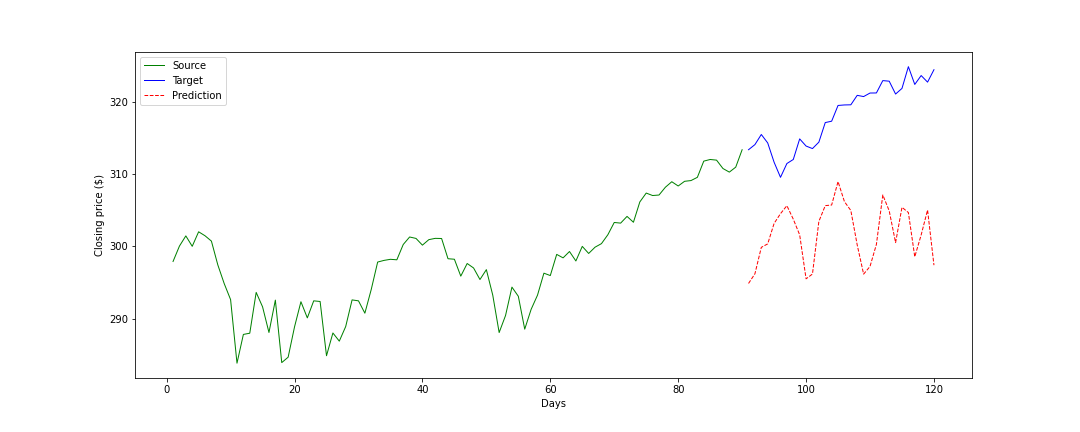 Source
Target
Prediction
320
310
300
290
Closing price ($)
0 20 40 60 80 100 120
Days